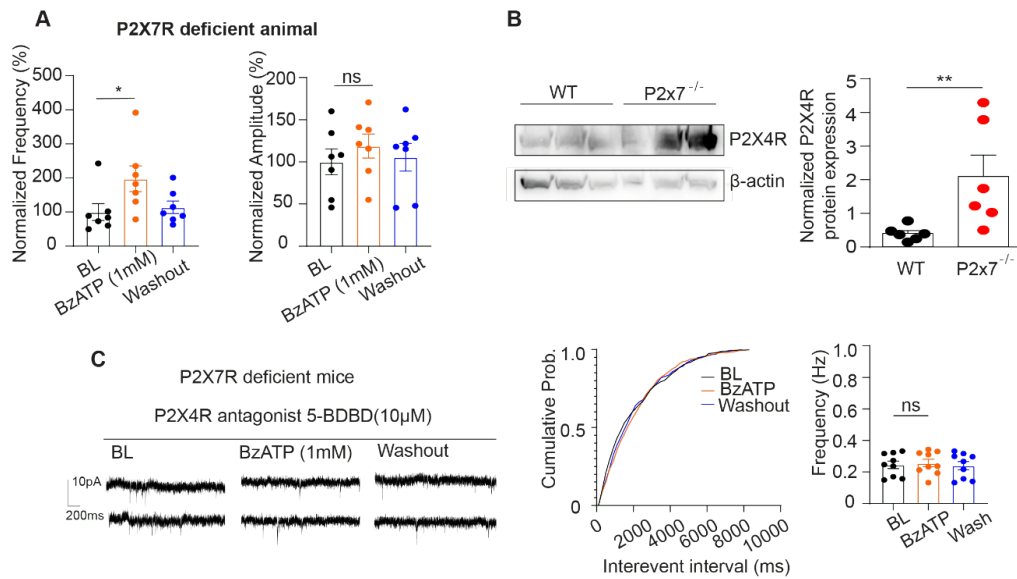 A
P2X7R deficient animal
Normalized Frequency (%)
500
400
300
200
100
0
*
BL
BzATP (1mM)
Washout
Normalized Amplitude (%)
200
150
100
50
0
ns
BL
BzATP (1mM)
Washout
B
WT
P2x7 -/-
P2X4R
β-actin
Normalized P2X4R
protein expression
5
4
3
2
1
0
**
WT
P2x7 -/-
C
P2X7R deficient mice
P2X4R antagonist 5-BDBD(10µM)
BL
BzATP (1mM)
Washout
10pA
200ms
Cumulative Prob.
1.0
0.5
0.0
BL
BzATP
Washout
0
2000
4000
6000
8000
10000
Interevent interval (ms)
Frequency (Hz)
1.0
0.8
0.6
0.4
0.2
0
ns
BL
BzATP
Wash